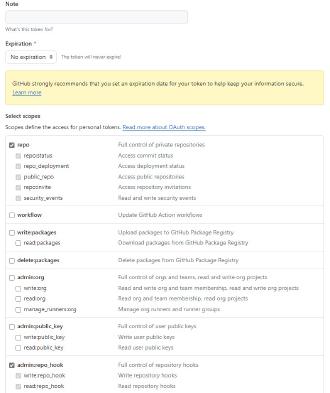 Note
What's this token for?
Expiration *
No expiration The token will never expire!
GitHub strongly recommends that you set an expiration date for your token to help keep your information secure.
Learn more
Select scopes
Scopes define the access for personal tokens. Read more about OAuth scopes.
repo Full control of private repositories
repo:status Access commit status
repo_deployment Access deployment status
public_repo Access public repositories
repo:invite Access repository invitations
security_events Read and write security events
workflow Update GitHub Action workflows
write:packages Upload packages to GitHub Package Registry
read:packages Download packages from GitHub Package Registry
delete:packages Delete packages from GitHub Package Registry
admin:org Full control of orgs and teams, read and write org projects
write:org Read and write org and team membership, read and write org projects
read:org Read org and team membership, read org projects
manage_runners:org Manage org runners and runner groups
admin:public_key Full control of user public keys
write:public_key Write user public keys
read:public_key Read user public keys
admin:repo_hook Full control of repository hooks
write:repo_hook Write repository hooks
read:repo_hook Read repository hooks